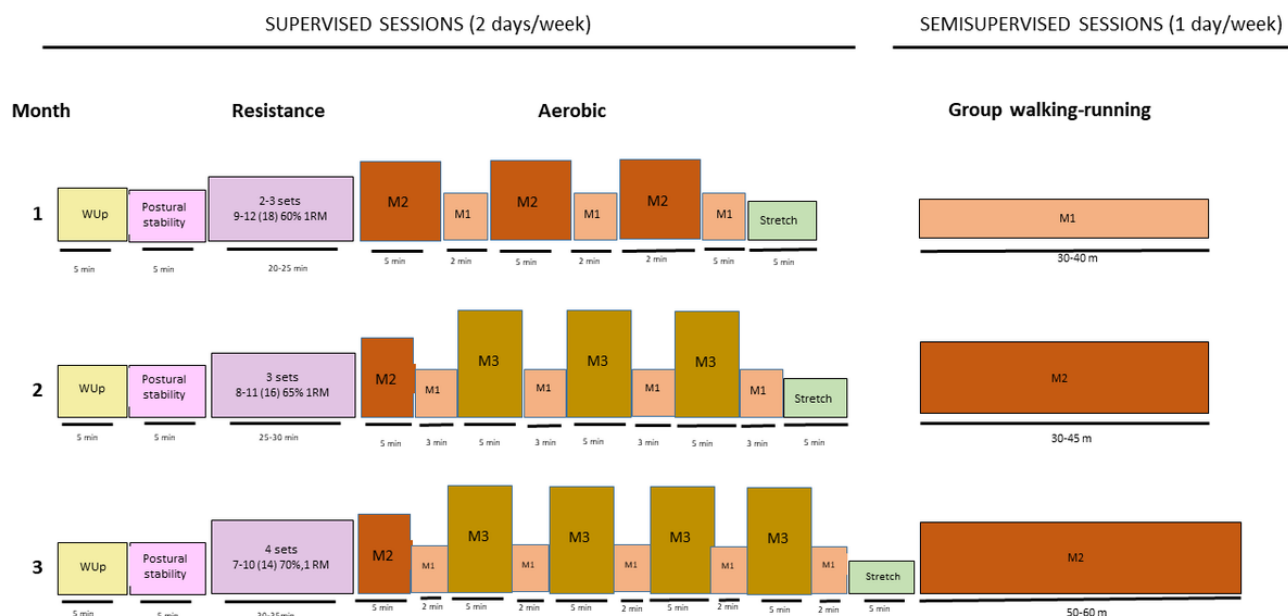 SUPERVISED SESSIONS (2 days/week)
SEMISUPERVISED SESSIONS (1 day/week)
Month
Resistance
Aerobic
Group walking-running
1
WUp
Postural
stability
2-3 sets
9-12 (18) 60% 1RM
M2
M1
M2
M1
M2
M1
Stretch
M1
5 min
5 min
20-25 min
5 min
2 min
5 min
2 min
2 min
5 min
5 min
30-40 m
2
WUp
Postural
stability
3 sets
8-11 (16) 65% 1RM
M2
M1
M3
M1
M3
M1
M3
M1
Stretch
M2
5 min
5 min
25-30 min
5 min
3 min
5 min
3 min
5 min
3 min
5 min
3 min
5 min
30-45 m
3
WUp
Postural
stability
4 sets
7-10 (14) 70%,1 RM
M2
M1
M3
M1
M3
M1
M3
M1
M3
M1
Stretch
M2
5 min
5 min
30-35min
5 min
2 min
5 min
2 min
5 min
2 min
5 min
2 min
5 min
2 min
5 min
50-60 m